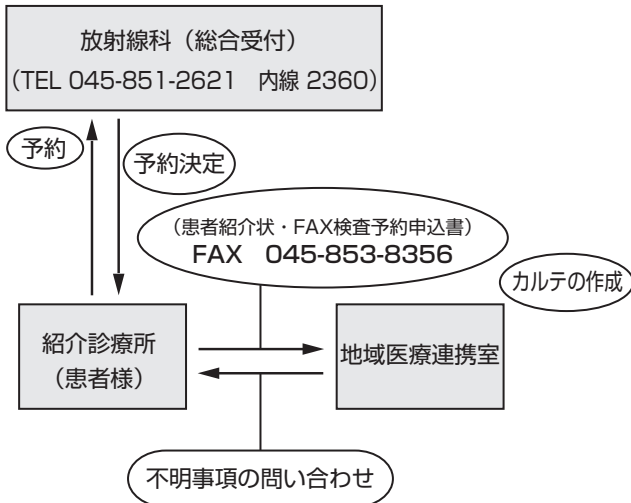 放射線科（総合受付）
（TEL 045-851-2621　内線 2360）
予約
予約決定
（患者紹介状・FAX検査予約申込書）
FAX　045-853-8356
カルテの作成
紹介診療所
（患者様）
地域医療連携室
不明事項の問い合わせ